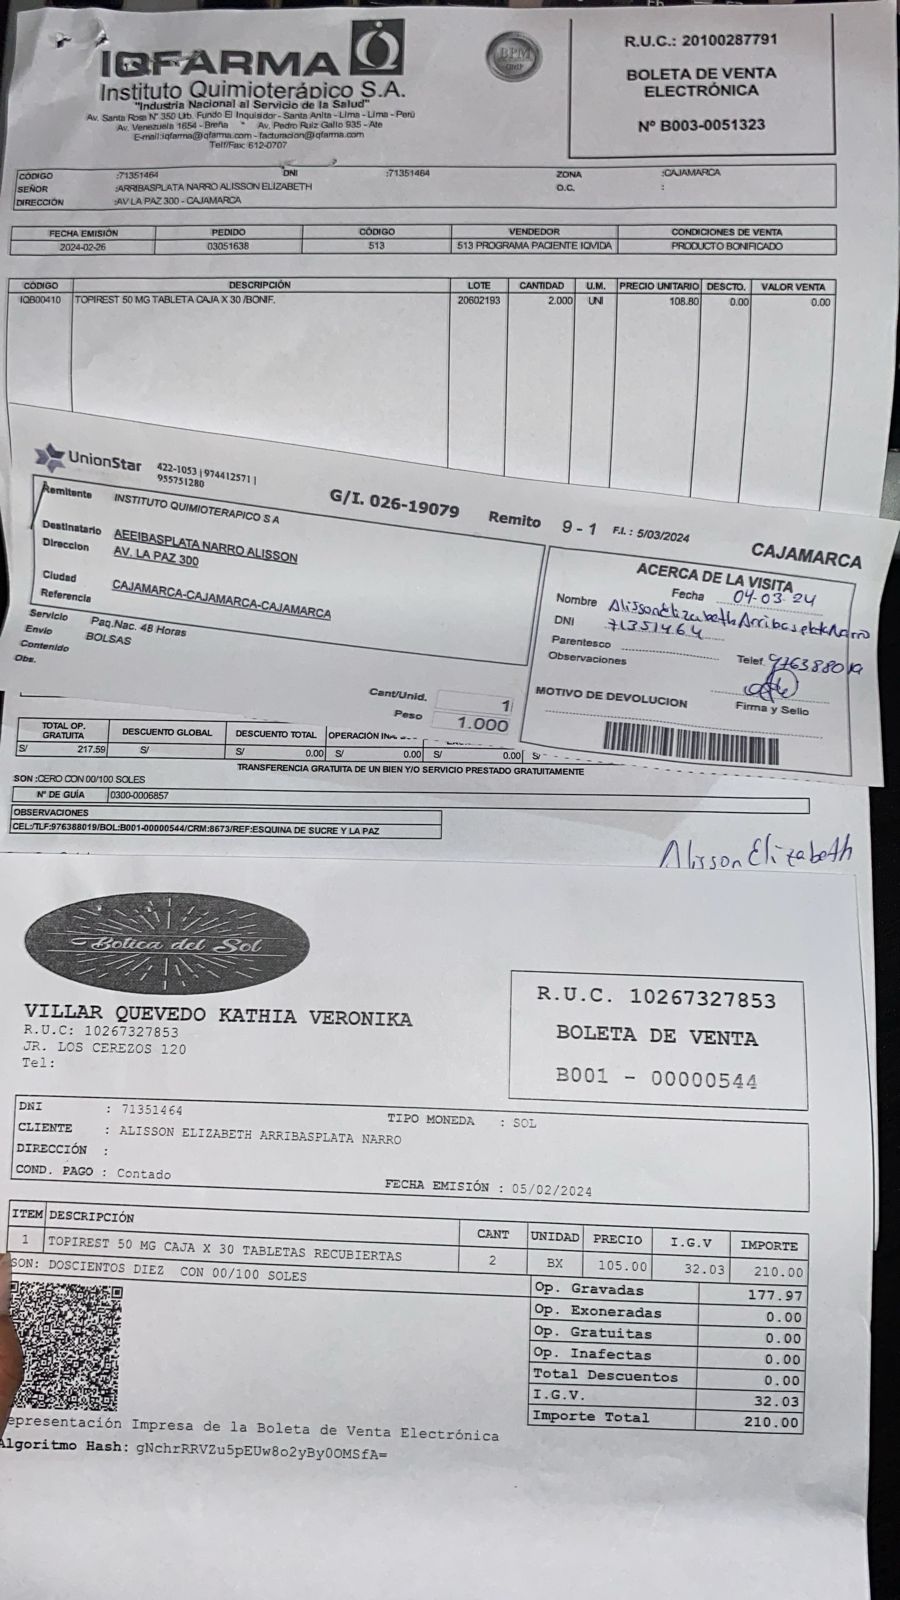 IQFARMA
Instituto Quimioterápico S.A.
"Industria Nacional al Servicio de la Salud"
Av. Santa Rosa N° 350 Urb. Fundo El Inquisidor - Santa Anita - Lima - Lima - Perú
Av. Venezuela 1654 - Breña * Av. Pedro Ruiz Gallo 935 - Ate
E-mail:iqfarma@iqfarma.com - facturacion@iqfarma.com
Telf/Fax: 612-0707
BPM
R.U.C.: 20100287791
BOLETA DE VENTA
ELECTRÓNICA
N° B003-0051323
CÓDIGO :71351464 DNI :71351464 ZONA :CAJAMARCA
SEÑOR :ARRIBASPLATA NARRO ALISSON ELIZABETH O.C. :
DIRECCIÓN :AV LA PAZ 300 - CAJAMARCA
FECHA EMISIÓN PEDIDO CÓDIGO VENDEDOR CONDICIONES DE VENTA
2024-02-26 03051638 513 513 PROGRAMA PACIENTE IQVIDA PRODUCTO BONIFICADO
CÓDIGO DESCRIPCIÓN LOTE CANTIDAD U.M. PRECIO UNITARIO DESCTO. VALOR VENTA
IQB00410 TOPIREST 50 MG TABLETA CAJA X 30 /BONIF. 20602193 2.000 UNI 108.80 0.00 0.00
UnionStar 422-1053 | 974412571 |
955751280
G/I. 026-19079 Remito 9 - 1 F.I. : 5/03/2024 CAJAMARCA
Remitente INSTITUTO QUIMIOTERAPICO S A
Destinatario AEEIBASPLATA NARRO ALISSON
Direccion AV. LA PAZ 300
Ciudad CAJAMARCA-CAJAMARCA-CAJAMARCA
Referencia
Servicio Paq.Nac. 48 Horas
Envio BOLSAS
Contenido
Obs.
Cant/Unid. 1
Peso 1.000
ACERCA DE LA VISITA
Fecha 04-03-24
Nombre Alisson Elizabeth Arribasplata Narro
DNI 71351464
Parentesco
Telef. 976388019
Observaciones
Firma y Sello
MOTIVO DE DEVOLUCION
TOTAL OP. GRATUITA DESCUENTO GLOBAL DESCUENTO TOTAL OPERACIÓN
S/ 217.59 S/ S/ 0.00 S/ 0.00 S/ 0.00 S/
TRANSFERENCIA GRATUITA DE UN BIEN Y/O SERVICIO PRESTADO GRATUITAMENTE
SON :CERO CON 00/100 SOLES
N° DE GUÍA 0300-0006857
OBSERVACIONES
CEL:/TLF:976388019/BOL:B001-00000544/CRM:8673/REF:ESQUINA DE SUCRE Y LA PAZ
Alisson Elizabeth
Botica del Sol
VILLAR QUEVEDO KATHIA VERONIKA
R.U.C: 10267327853
JR. LOS CEREZOS 120
Tel:
R.U.C. 10267327853
BOLETA DE VENTA
B001 - 00000544
DNI : 71351464 TIPO MONEDA : SOL
CLIENTE : ALISSON ELIZABETH ARRIBASPLATA NARRO
DIRECCIÓN :
COND. PAGO : Contado FECHA EMISIÓN : 05/02/2024
ITEM DESCRIPCIÓN CANT UNIDAD PRECIO I.G.V IMPORTE
1 TOPIREST 50 MG CAJA X 30 TABLETAS RECUBIERTAS 2 BX 105.00 32.03 210.00
SON: DOSCIENTOS DIEZ CON 00/100 SOLES
Op. Gravadas 177.97
Op. Exoneradas 0.00
Op. Gratuitas 0.00
Op. Inafectas 0.00
Total Descuentos 0.00
I.G.V. 32.03
Importe Total 210.00
epresentación Impresa de la Boleta de Venta Electrónica
Algoritmo Hash: gNchrRRVZu5pEUw8o2yBy0OMSfA=